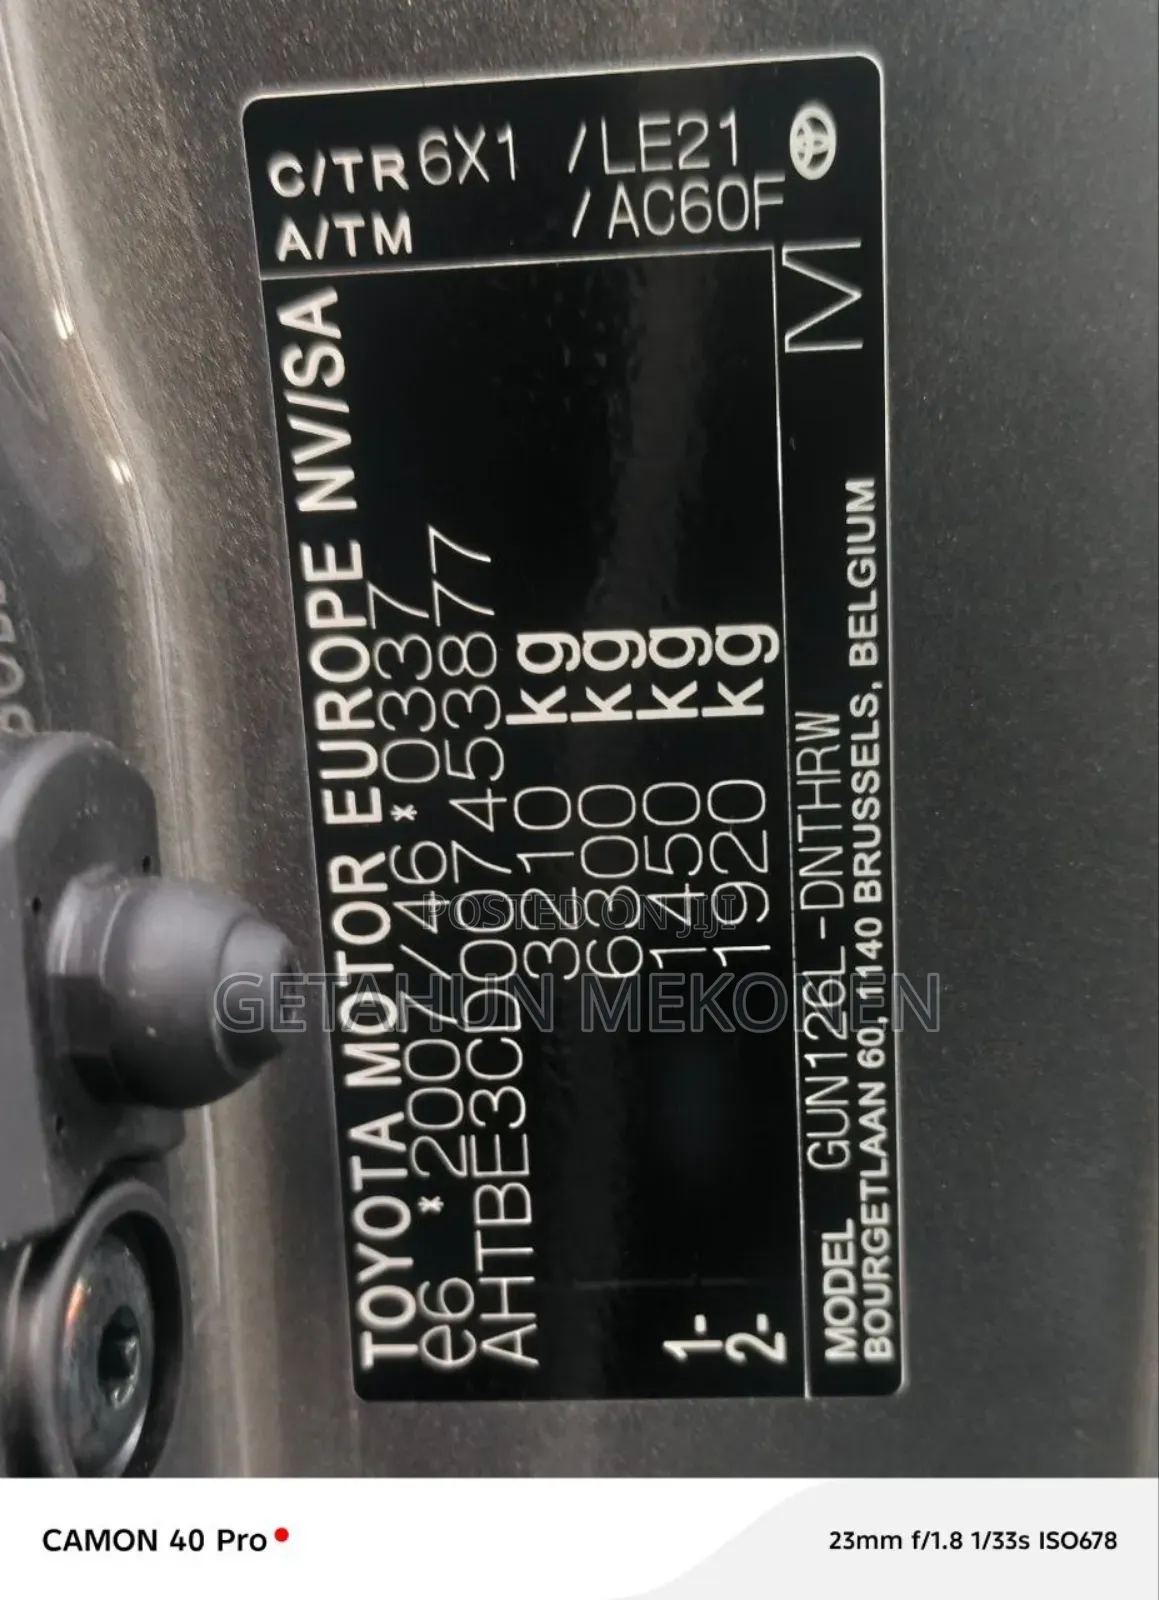 C/TR 6X1 /LE21
A/TM /AC60F
TOYOTA MOTOR EUROPE NV/SA
e6 *2007/46*0337
AHTBE3CD007453877
3210 kg
6300 kg
1- 1450 kg
2- 1920 kg
M
MODEL GUN126L-DNTHRW
BOURGETLAAN 60, 1140 BRUSSELS, BELGIUM
POSTED ON JIJI
GETAHUN MEKONEN
CAMON 40 Pro
23mm f/1.8 1/33s ISO678